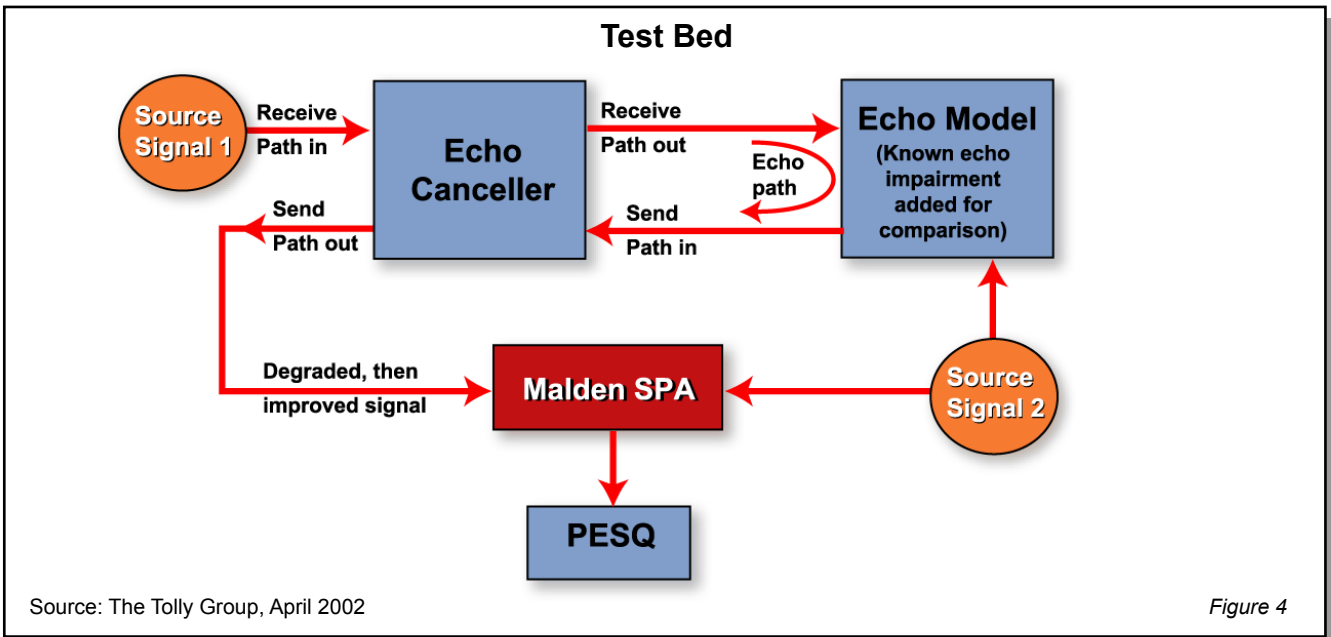 Test Bed
Source
Signal 1
Receive
Path in
Echo
Canceller
Receive
Path out
Echo
path
Echo Model
(Known echo
impairment
added for
comparison)
Send
Path out
Send
Path in
Degraded, then
improved signal
Malden SPA
Source
Signal 2
PESQ
Source: The Tolly Group, April 2002
Figure 4